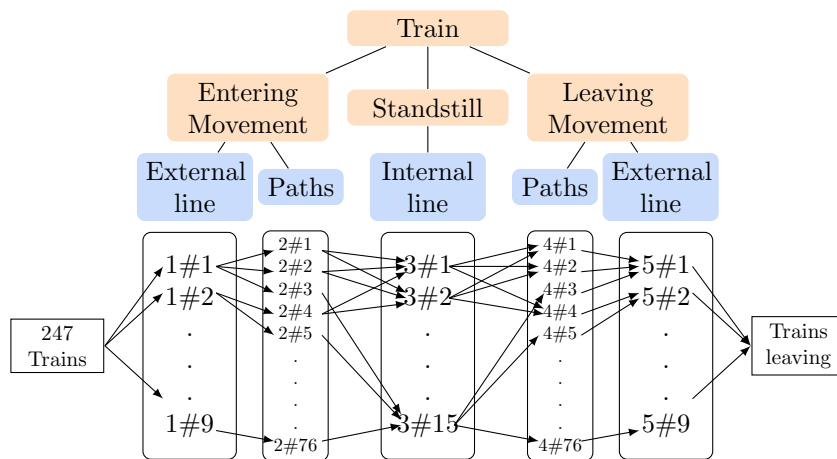 Train
Entering
Movement
Standstill
Leaving
Movement
External
line
Paths
Internal
line
Paths
External
line
247
Trains
1#1
1#2
.
.
.
1#9
2#1
2#2
2#3
2#4
2#5
.
.
.
.
2#76
3#1
3#2
.
.
.
3#15
4#1
4#2
4#3
4#4
4#5
.
.
.
.
4#76
5#1
5#2
.
.
.
5#9
Trains
leaving